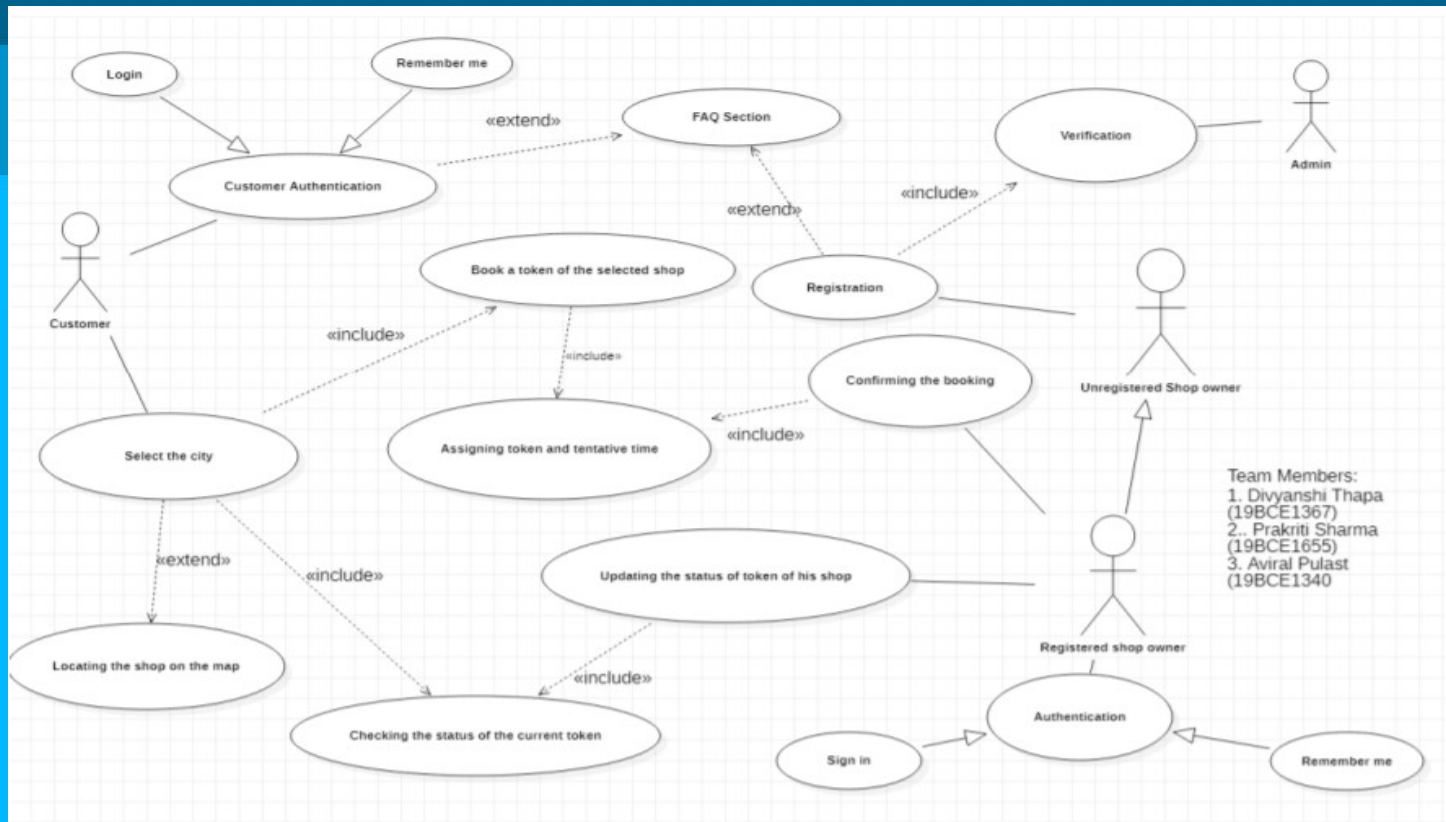 Login
Remember me
«extend»
FAQ Section
Verification
Admin
Customer Authentication
«include»
«extend»
Book a token of the selected shop
Registration
Customer
«include»
«include»
Confirming the booking
Unregistered Shop owner
Select the city
Assigning token and tentative time
«include»
Team Members:
1. Divyanshi Thapa
(19BCE1367)
2.. Prakriti Sharma
(19BCE1655)
3. Aviral Pulast
(19BCE1340
«extend»
«include»
Updating the status of token of his shop
Registered shop owner
Locating the shop on the map
«include»
Checking the status of the current token
Authentication
Sign in
Remember me